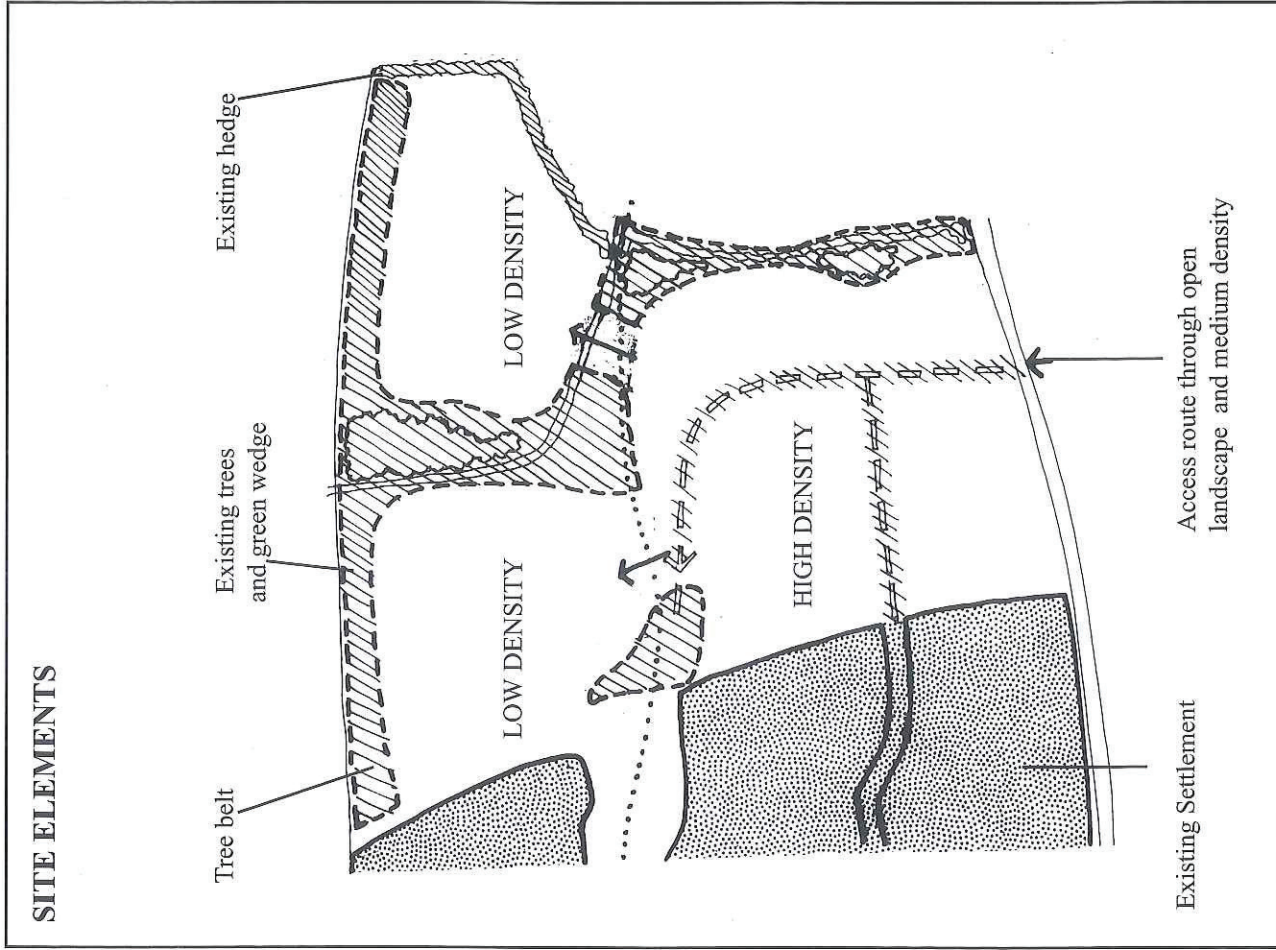 SITE ELEMENTS
Tree belt
Existing trees
and green wedge
Existing hedge
LOW DENSITY
LOW DENSITY
HIGH DENSITY
Existing Settlement
Access route through open
landscape and medium density